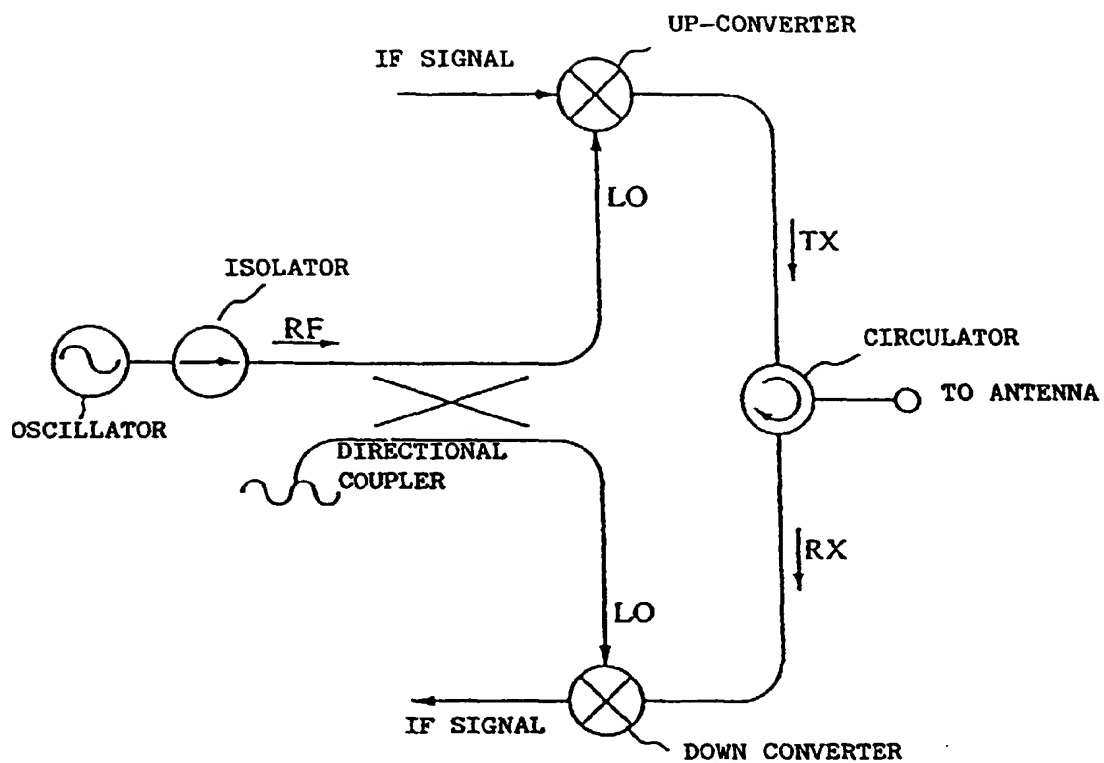 UP-CONVERTER
IF SIGNAL
LO
TX
ISOLATOR
RF
CIRCULATOR
TO ANTENNA
OSCILLATOR
DIRECTIONAL
COUPLER
RX
LO
IF SIGNAL
DOWN CONVERTER